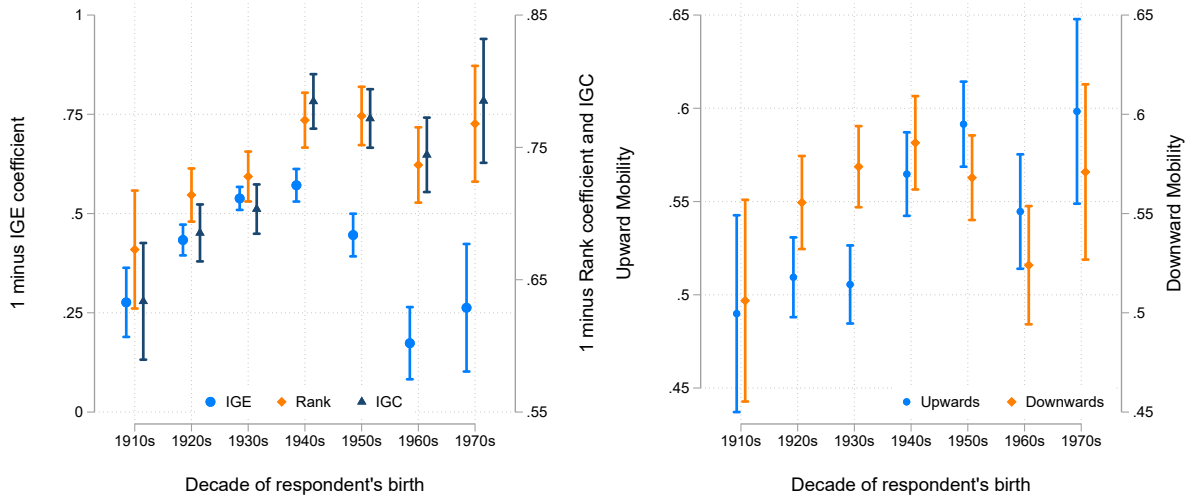 1 minus IGE coefficient
1
.75
.5
.25
0
.85
.75
.65
.55
1 minus Rank coefficient and IGC
IGE
Rank
IGC
1910s 1920s 1930s 1940s 1950s 1960s 1970s
Decade of respondent's birth
Upward Mobility
.65
.6
.55
.5
.45
.65
.6
.55
.5
.45
Downward Mobility
Upwards
Downwards
1910s 1920s 1930s 1940s 1950s 1960s 1970s
Decade of respondent's birth